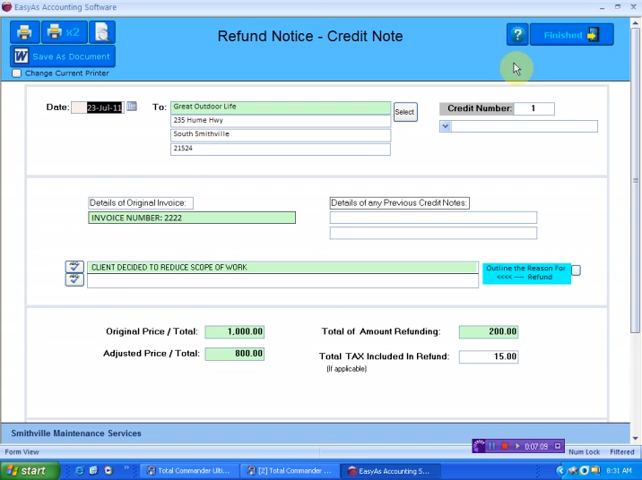 EasyAs Accounting Software
x2
Refund Notice - Credit Note
?
Finished
W Save As Document
Change Current Printer
Date: 23-Jul-11 To: Great Outdoor Life Select Credit Number: 1
235 Hume Hwy
South Smithville
21524
Details of Original Invoice: Details of any Previous Credit Notes:
INVOICE NUMBER: 2222
CLIENT DECIDED TO REDUCE SCOPE OF WORK
Outline the Reason For
<<<< ---- Refund
Original Price / Total: 1,000.00 Total of Amount Refunding: 200.00
Adjusted Price / Total: 800.00 Total TAX Included In Refund: 15.00
(If applicable)
Smithville Maintenance Services
Form View 0:07:09 Num Lock Filtered
start Total Commander Ulti... [2] Total Commander ... EasyAs Accounting S... 8:31 AM